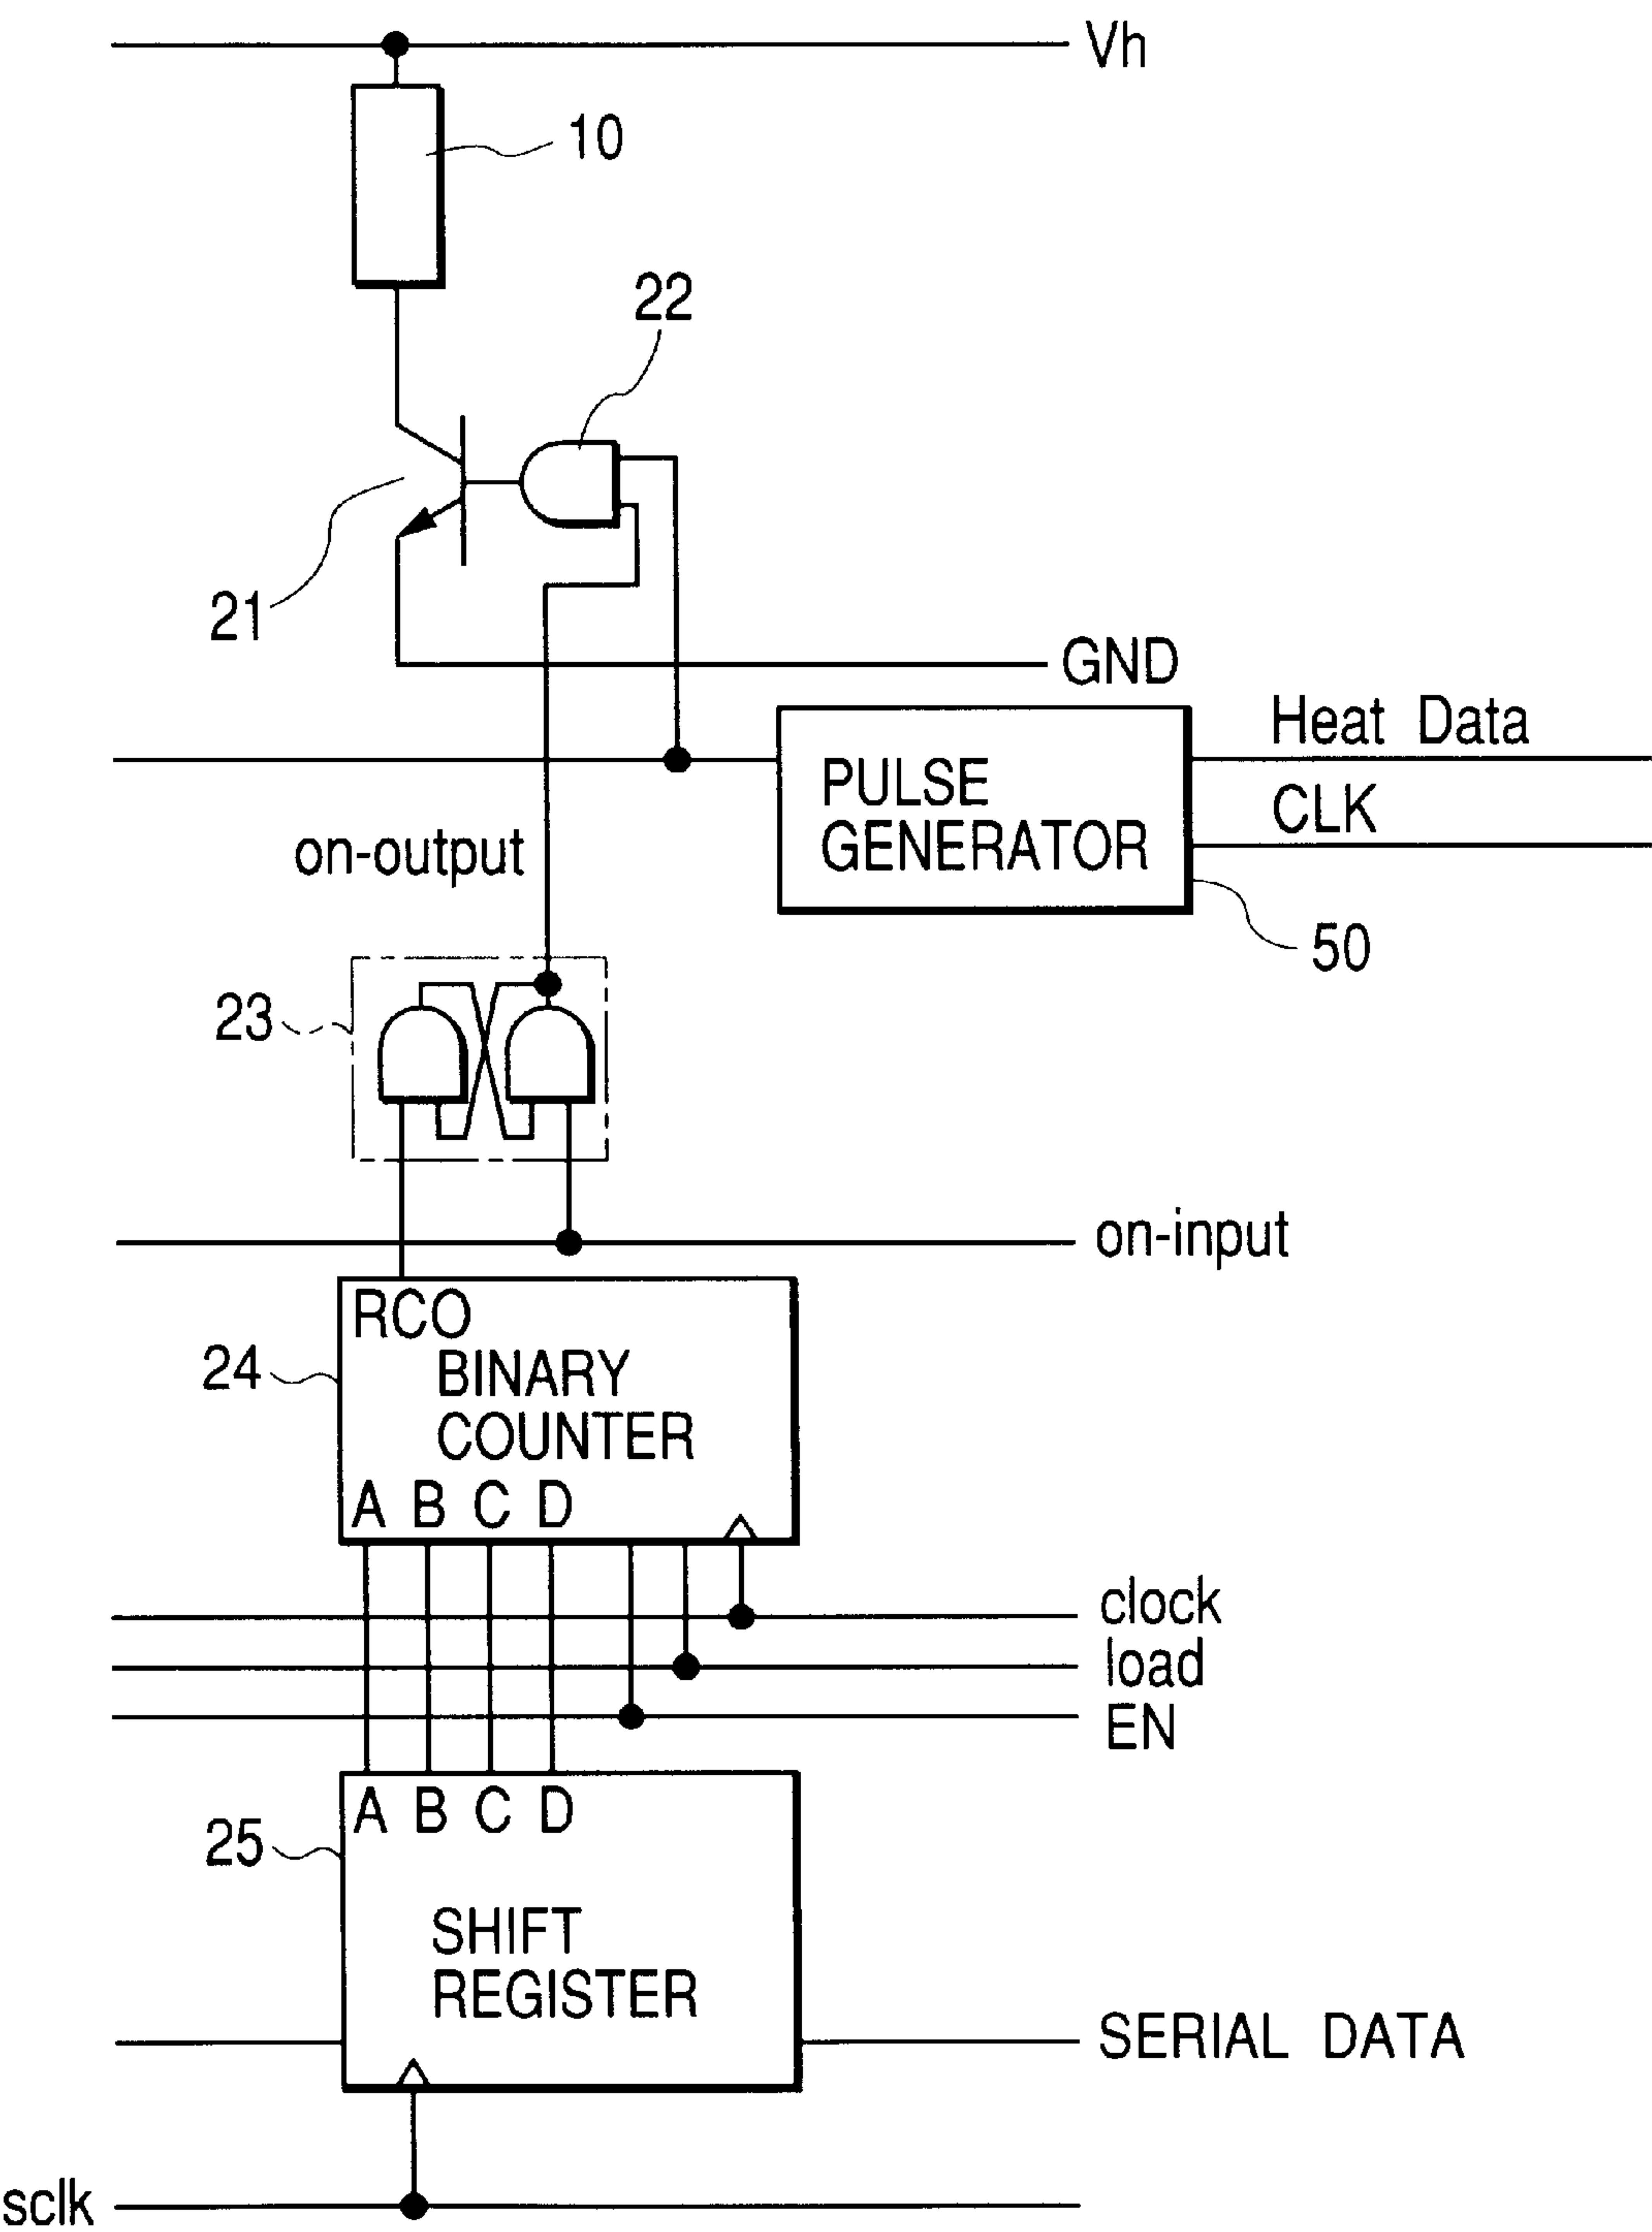 Vh
10
22
21
GND
Heat Data
CLK
PULSE
GENERATOR
on-output
50
23
on-input
RCO
24
BINARY
COUNTER
A B C D
clock
load
EN
A B C D
25
SHIFT
REGISTER
SERIAL DATA
sclk